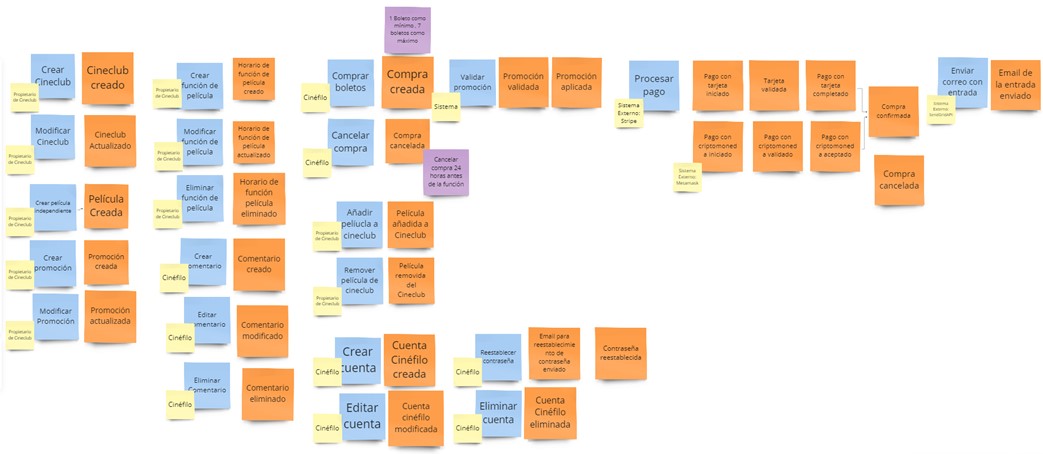 1 Boleto como
mínimo , 7
boletos como
máximo
Crear
Cineclub
Propietario
de Cineclub
Cineclub
creado
Crear
función de
película
Propietario
de Cineclub
Horario de
función de
película
creado
Comprar
boletos
Cinéfilo
Compra
creada
Validar
promoción
Sistema
Promoción
validada
Promoción
aplicada
Procesar
pago
Sistema
Externo:
Stripe
Pago con
tarjeta
iniciado
Tarjeta
validada
Pago con
tarjeta
completado
Compra
confirmada
Enviar
correo con
entrada
Sistema
Externo:
Email de
la entrada
enviado
Modificar
Cineclub
Propietario
de Cineclub
Cineclub
Actualizado
Modificar
función de
película
Propietario
de Cineclub
Horario de
función de
película
actualizado
Cancelar
compra
Cinéfilo
Compra
cancelada
Cancelar
compra 24
horas antes
de la función
Pago con
criptomoned
a iniciado
Sistema
Externo:
Metamask
Pago con
criptomoned
a validado
Pago con
criptomoned
a aceptado
Compra
cancelada
Crear película
independiente
Propietario
de Cineclub
Película
Creada
Eliminar
función de
película
Propietario
de Cineclub
Horario de
función
película
eliminado
Añadir
película a
cineclub
Propietario
de Cineclub
Película
añadida a
Cineclub
Crear
promoción
Propietario
de Cineclub
Promoción
creada
Crear
comentario
Cinéfilo
Comentario
creado
Remover
película de
cineclub
Propietario
de Cineclub
Película
removida
del
Cineclub
Modificar
Promoción
Propietario
de Cineclub
Promoción
actualizada
Editar
comentario
Cinéfilo
Comentario
modificado
Crear
cuenta
Cinéfilo
Cuenta
Cinéfilo
creada
Reestablecer
contraseña
Cinéfilo
Email para
reestablecimie
nto de
contraseña
enviado
Contraseña
reestablecida
Eliminar
Comentario
Cinéfilo
Comentario
eliminado
Editar
cuenta
Cinéfilo
Cuenta
cinéfilo
modificada
Eliminar
cuenta
Cinéfilo
Cuenta
Cinéfilo
eliminada